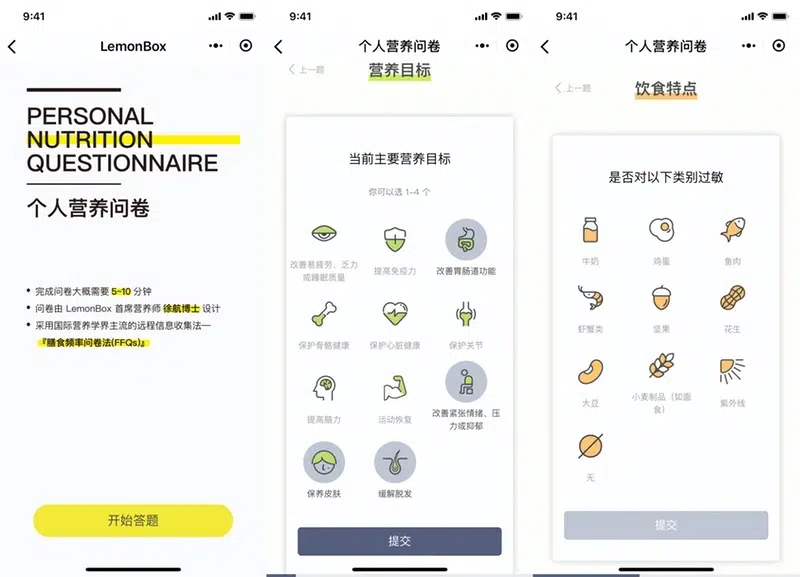 9:41
LemonBox
PERSONAL
NUTRITION
QUESTIONNAIRE
个人营养问卷
完成问卷大概需要 5~10 分钟
问卷由 LemonBox 首席营养师 徐航博士 设计
采用国际营养学界主流的远程信息收集法—
『膳食频率问卷法(FFQs)』
开始答题
9:41
个人营养问卷
上一题
营养目标
当前主要营养目标
你可以选 1~4 个
改善易疲劳、乏力
或睡眠质量
提高免疫力
改善胃肠道功能
保护骨骼健康
保护心脏健康
保护关节
提高脑力
运动恢复
改善紧张情绪、压
力或抑郁
保养皮肤
缓解脱发
提交
9:41
个人营养问卷
上一题
饮食特点
是否对以下类别过敏
牛奶
鸡蛋
鱼肉
虾蟹类
坚果
花生
大豆
小麦制品（如面
食）
紫外线
无
提交